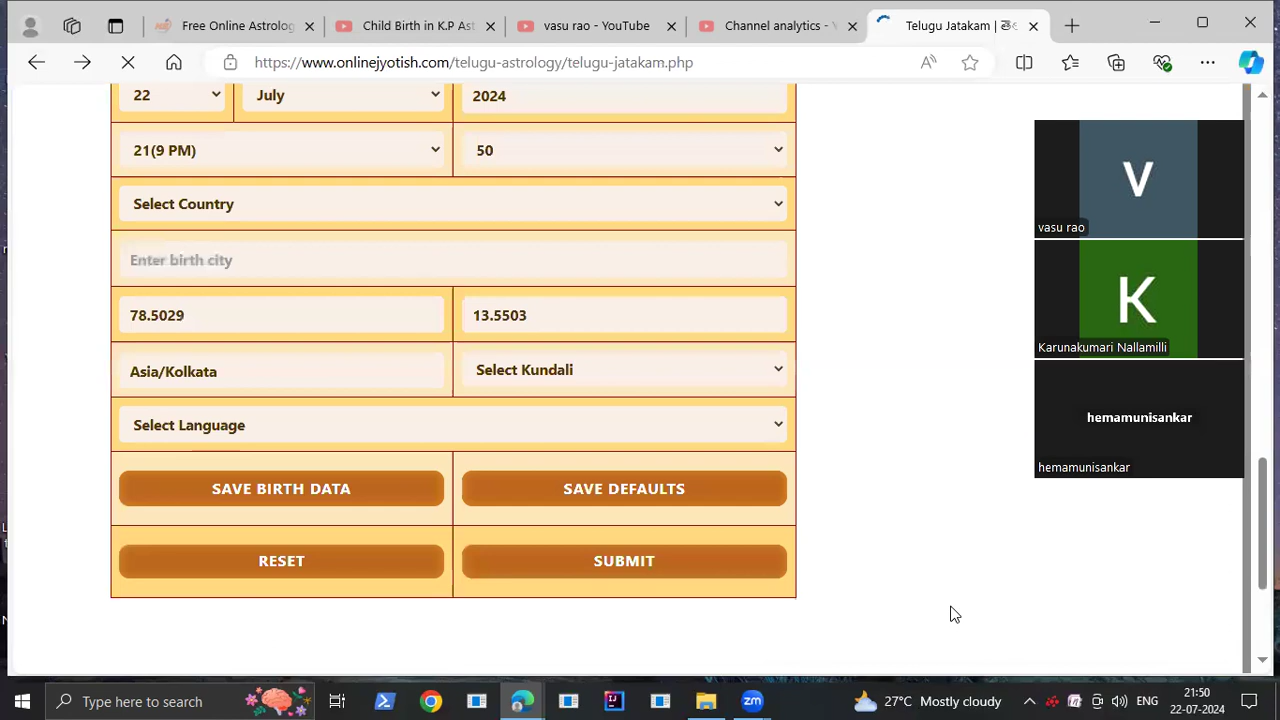 Free Online Astrolog
Child Birth in K.P Ast
vasu rao - YouTube
Channel analytics - V
Telugu Jatakam | తెల
https://www.onlinejyotish.com/telugu-astrology/telugu-jatakam.php
22 July 2024
21(9 PM) 50
Select Country
Enter birth city
78.5029 13.5503
Asia/Kolkata Select Kundali
Select Language
SAVE BIRTH DATA SAVE DEFAULTS
RESET SUBMIT
V
vasu rao
K
Karunakumari Nallamilli
hemamunisankar
hemamunisankar
Type here to search
27°C Mostly cloudy
ENG
21:50
22-07-2024